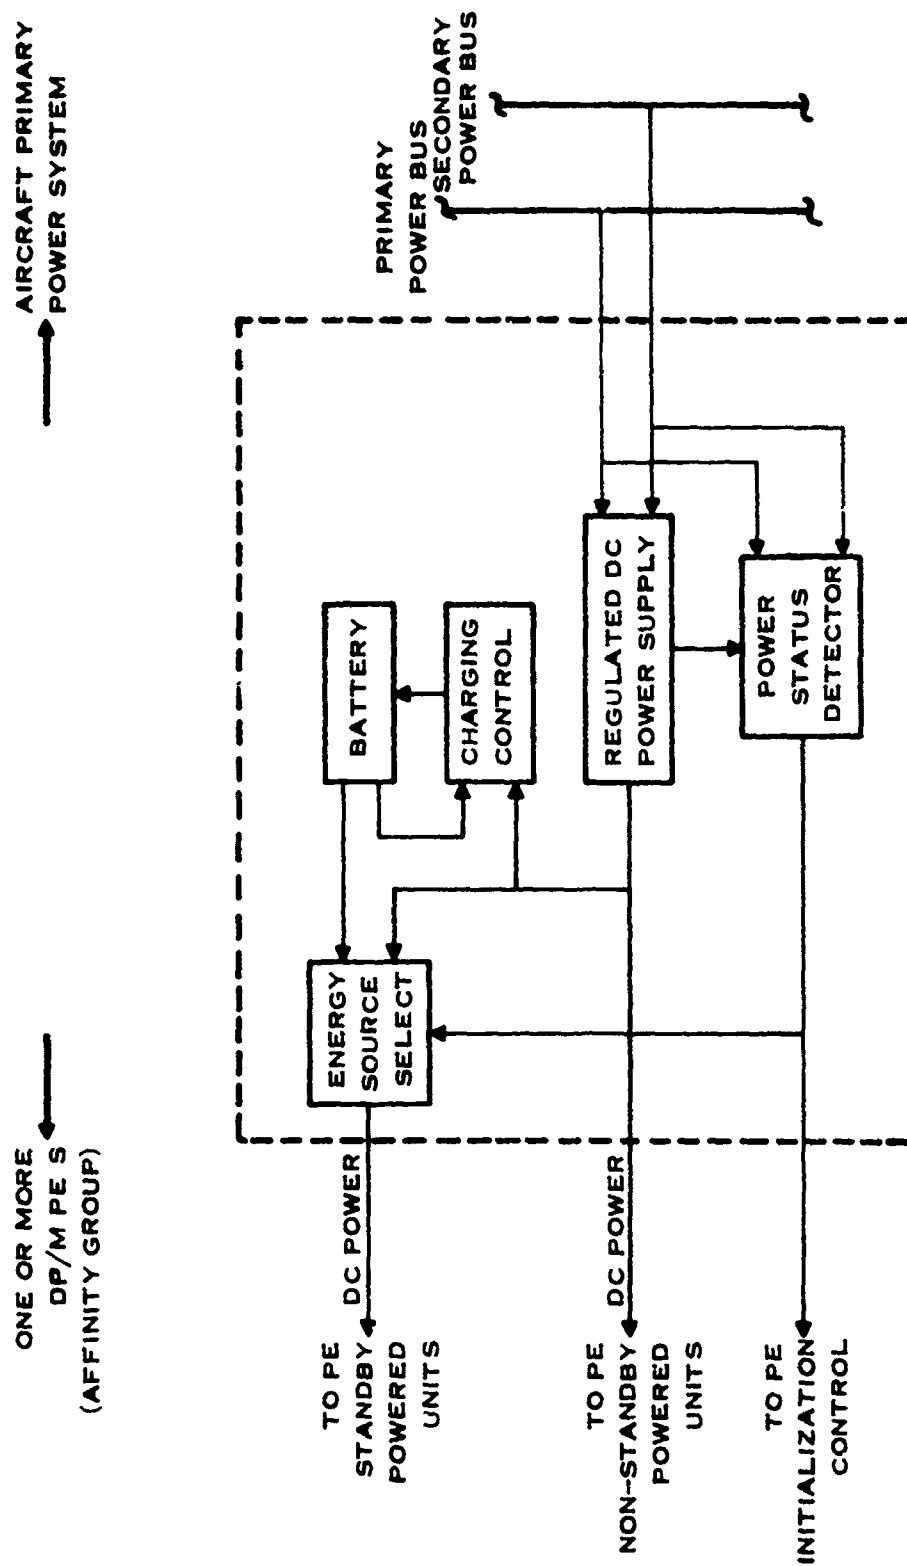 ONE OR MORE
DP/M PE S
(AFFINITY GROUP)
AIRCRAFT PRIMARY
POWER SYSTEM
PRIMARY
POWER BUS
SECONDARY
POWER BUS
TO PE
STANDBY
POWERED
UNITS
DC POWER
ENERGY
SOURCE
SELECT
BATTERY
CHARGING
CONTROL
TO PE
NON-STANDBY
POWERED
UNITS
DC POWER
REGULATED DC
POWER SUPPLY
TO PE
INITIALIZATION
CONTROL
POWER
STATUS
DETECTOR